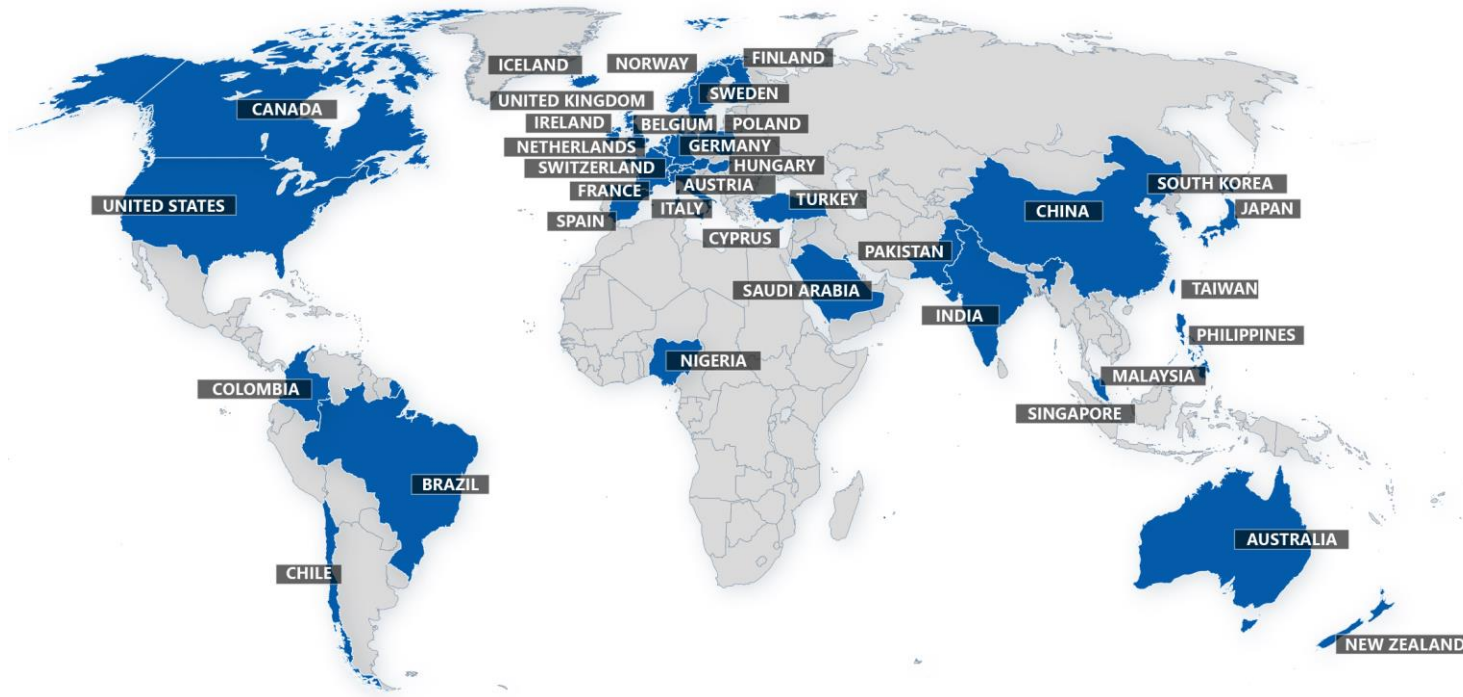 ICELAND
NORWAY
FINLAND
SWEDEN
CANADA
UNITED KINGDOM
IRELAND
BELGIUM
POLAND
NETHERLANDS
GERMANY
SWITZERLAND
HUNGARY
FRANCE
AUSTRIA
SOUTH KOREA
UNITED STATES
ITALY
TURKEY
CHINA
JAPAN
SPAIN
CYPRUS
PAKISTAN
SAUDI ARABIA
TAIWAN
INDIA
PHILIPPINES
NIGERIA
MALAYSIA
COLOMBIA
SINGAPORE
BRAZIL
AUSTRALIA
CHILE
NEW ZEALAND